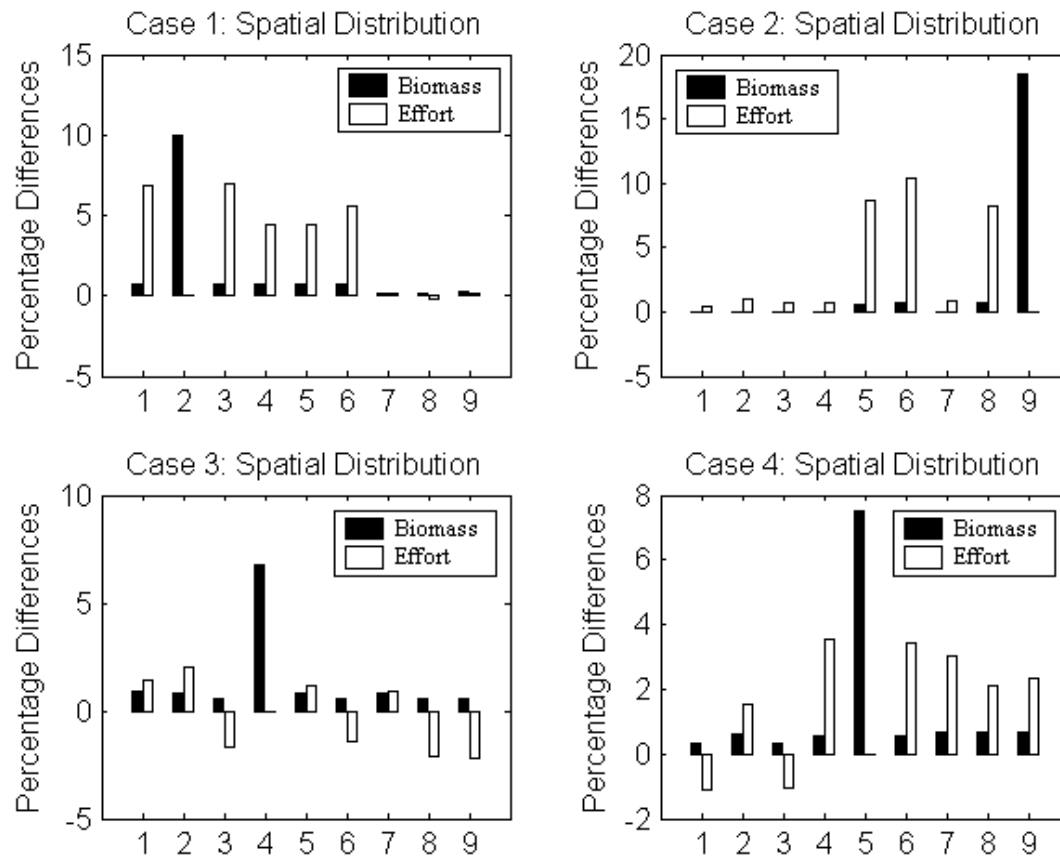 Case 1: Spatial Distribution
Percentage Differences
15
10
5
0
-5
Biomass
Effort
1 2 3 4 5 6 7 8 9
Case 2: Spatial Distribution
Percentage Differences
20
15
10
5
0
-5
Biomass
Effort
1 2 3 4 5 6 7 8 9
Case 3: Spatial Distribution
Percentage Differences
10
5
0
-5
Biomass
Effort
1 2 3 4 5 6 7 8 9
Case 4: Spatial Distribution
Percentage Differences
8
6
4
2
0
-2
Biomass
Effort
1 2 3 4 5 6 7 8 9